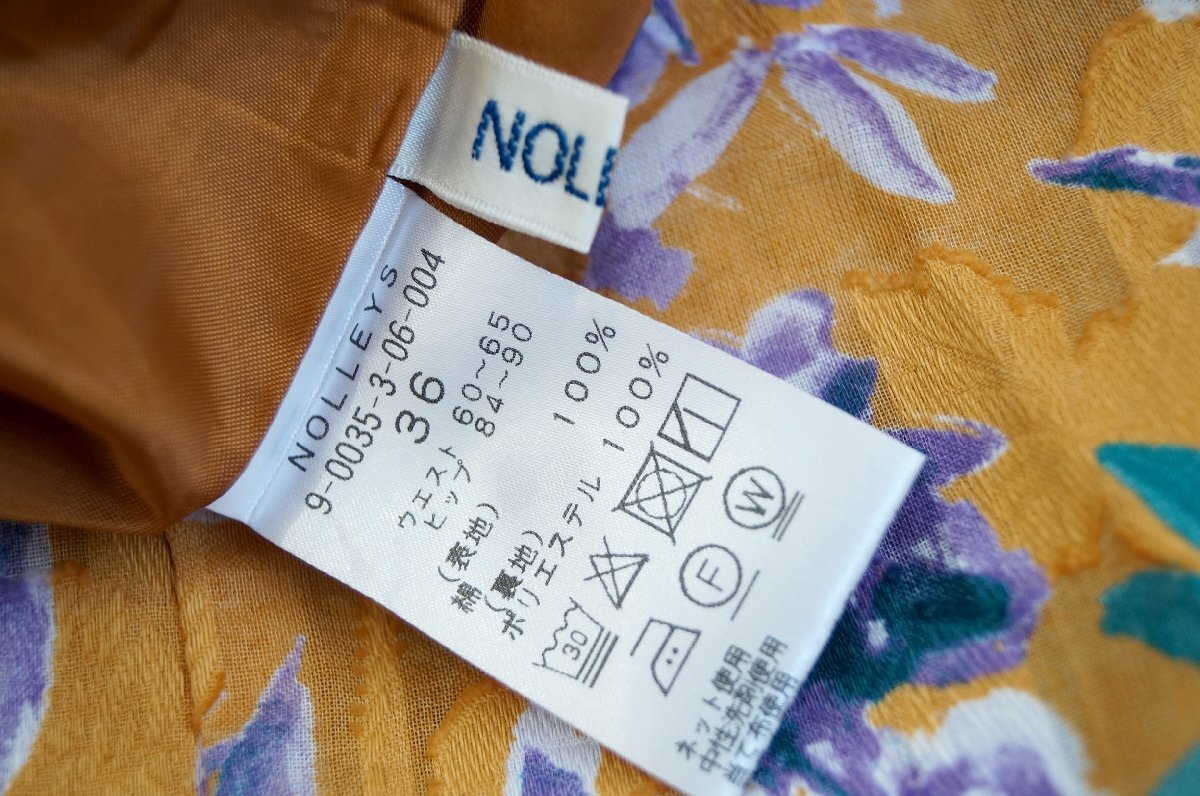 NOLL
NOLLEYS
9-0035-3-06-004
36
ウエスト 60~65
ヒップ 84~90
(表地)
綿 100%
(裏地)
ポリエステル 100%
30
W
F
ネット使用
中性洗剤使用
当て布使用